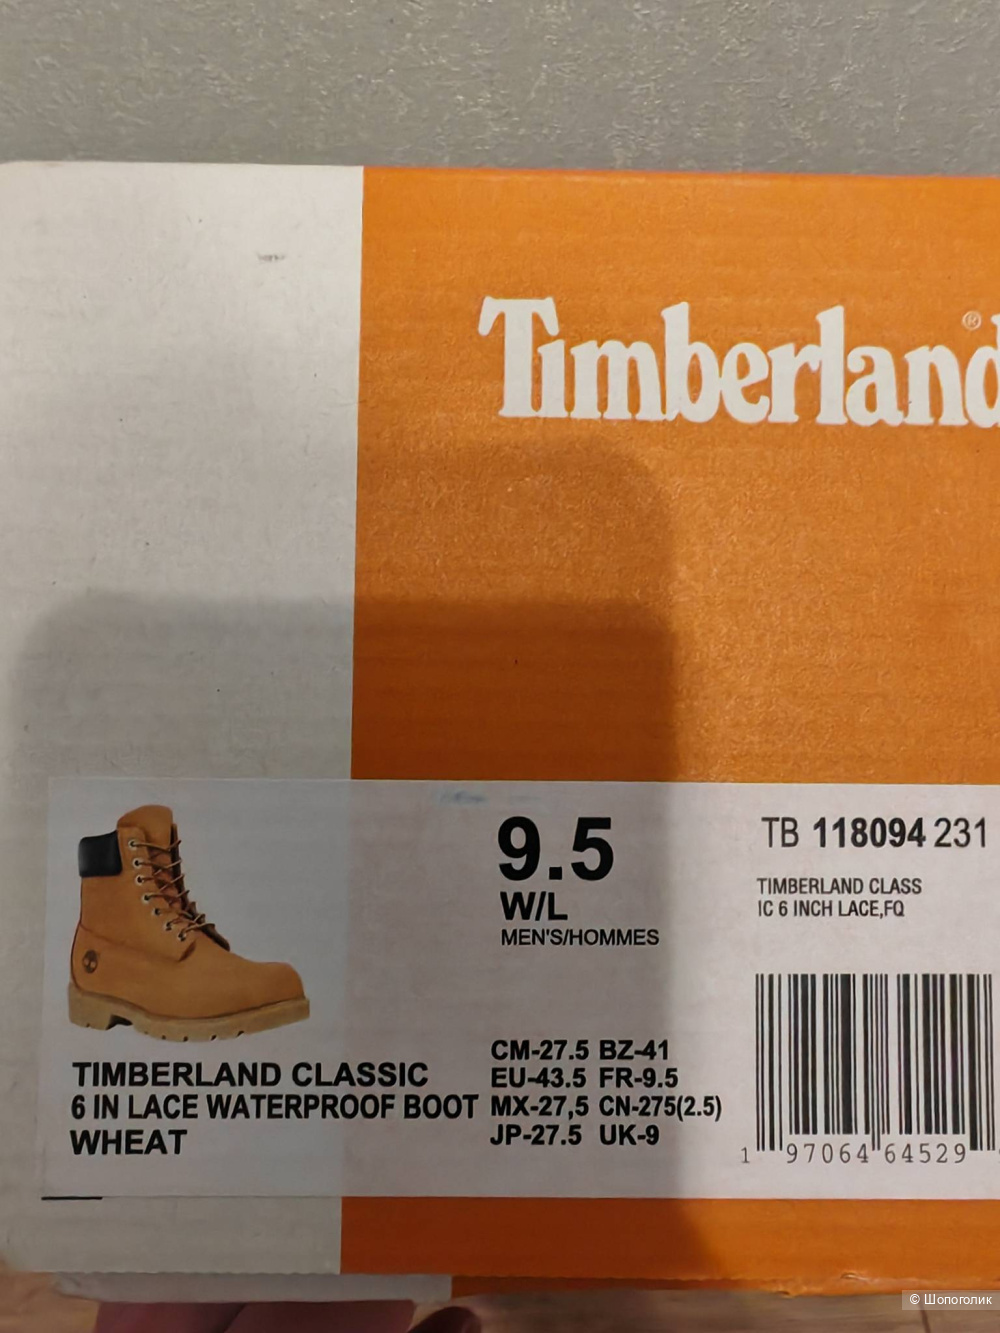 Timberland®
9.5
W/L
MEN'S/HOMMES
TB 118094 231
TIMBERLAND CLASS
IC 6 INCH LACE,FQ
TIMBERLAND CLASSIC
6 IN LACE WATERPROOF BOOT
WHEAT
CM-27.5 BZ-41
EU-43.5 FR-9.5
MX-27,5 CN-275(2.5)
JP-27.5 UK-9
1 97064 64529
© Шопоголик